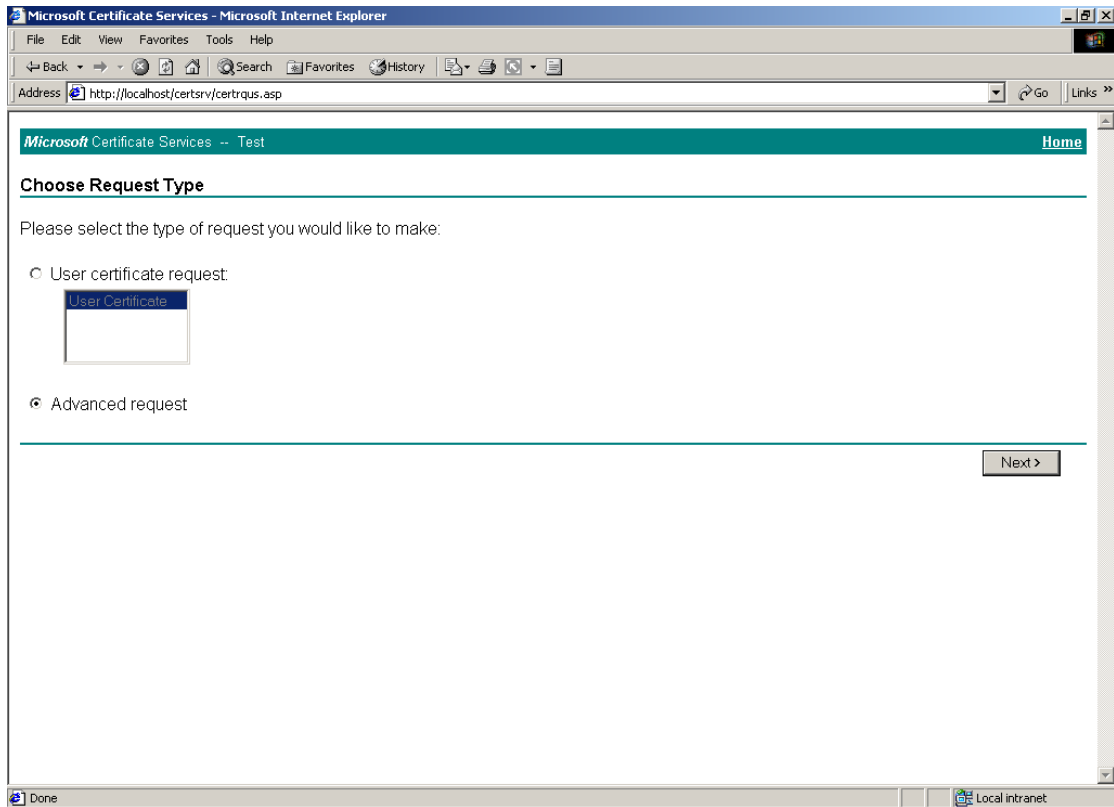 Microsoft Certificate Services - Microsoft Internet Explorer
File Edit View Favorites Tools Help
Back Search Favorites History
Address http://localhost/certsrv/certrqus.asp Go Links »
Microsoft Certificate Services -- Test Home
Choose Request Type
Please select the type of request you would like to make:
User certificate request:
User Certificate
Advanced request
Next >
Done Local intranet